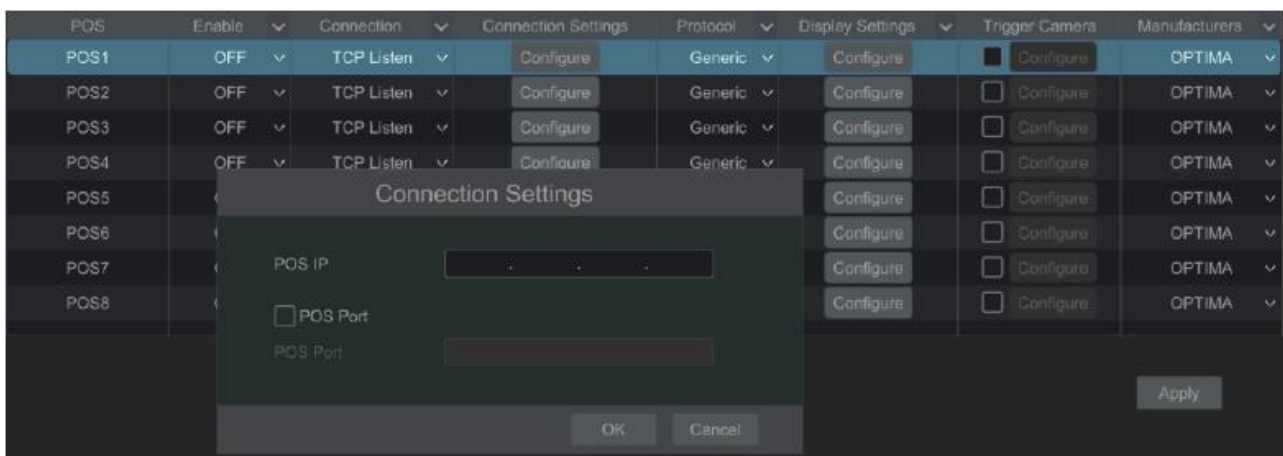 POS Enable Connection Connection Settings Protocol Display Settings Trigger Camera Manufacturers
POS1 OFF TCP Listen Configure Generic Configure Configure OPTIMA
POS2 OFF TCP Listen Configure Generic Configure Configure OPTIMA
POS3 OFF TCP Listen Configure Generic Configure Configure OPTIMA
POS4 OFF TCP Listen Configure Generic Configure Configure OPTIMA
POS5 Configure Configure OPTIMA
POS6 Configure Configure OPTIMA
POS7 Configure Configure OPTIMA
POS8 Configure Configure OPTIMA
Connection Settings
POS IP . . .
POS Port
POS Port
OK Cancel
Apply